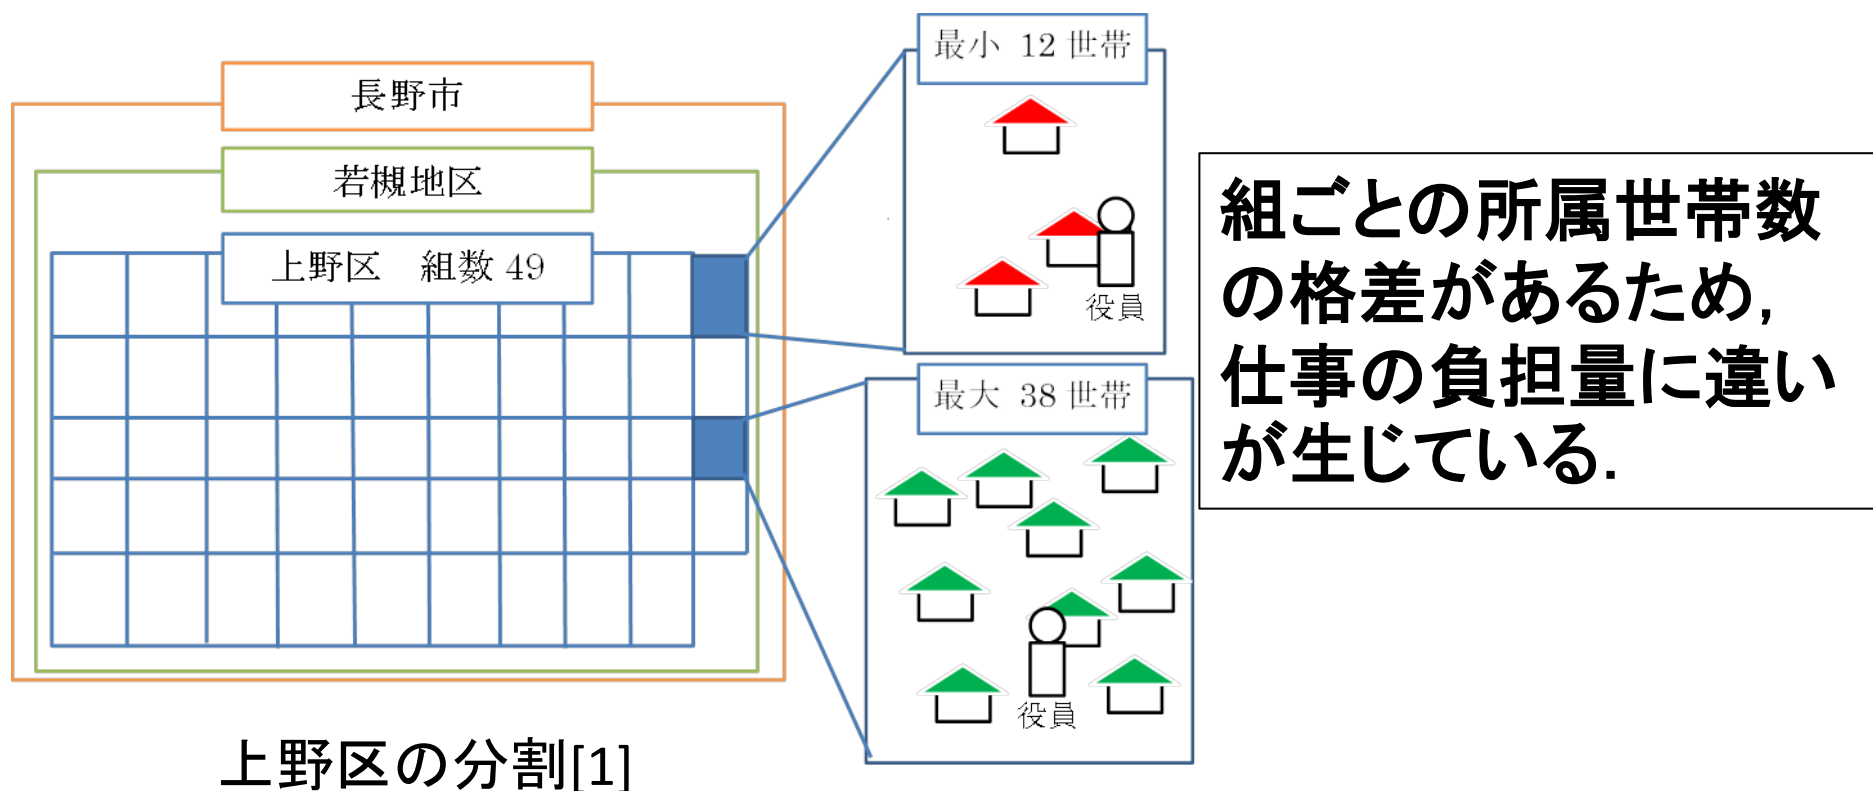 長野市
若槻地区
上野区　組数 49
最小 12 世帯
役員
最大 38 世帯
役員
組ごとの所属世帯数
の格差があるため,
仕事の負担量に違い
が生じている.
上野区の分割[1]